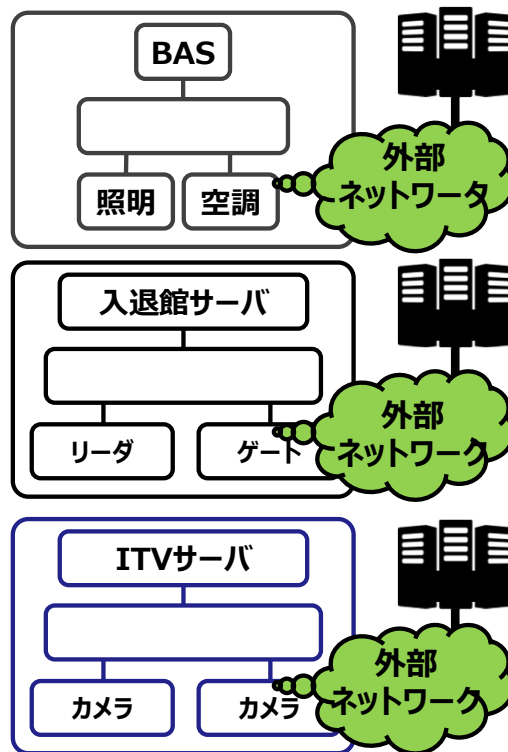 BAS
照明
空調
外部
ネットワータ
入退館サーバ
リーダ
ゲート
外部
ネットワーク
ITVサーバ
カメラ
カメラ
外部
ネットワーク